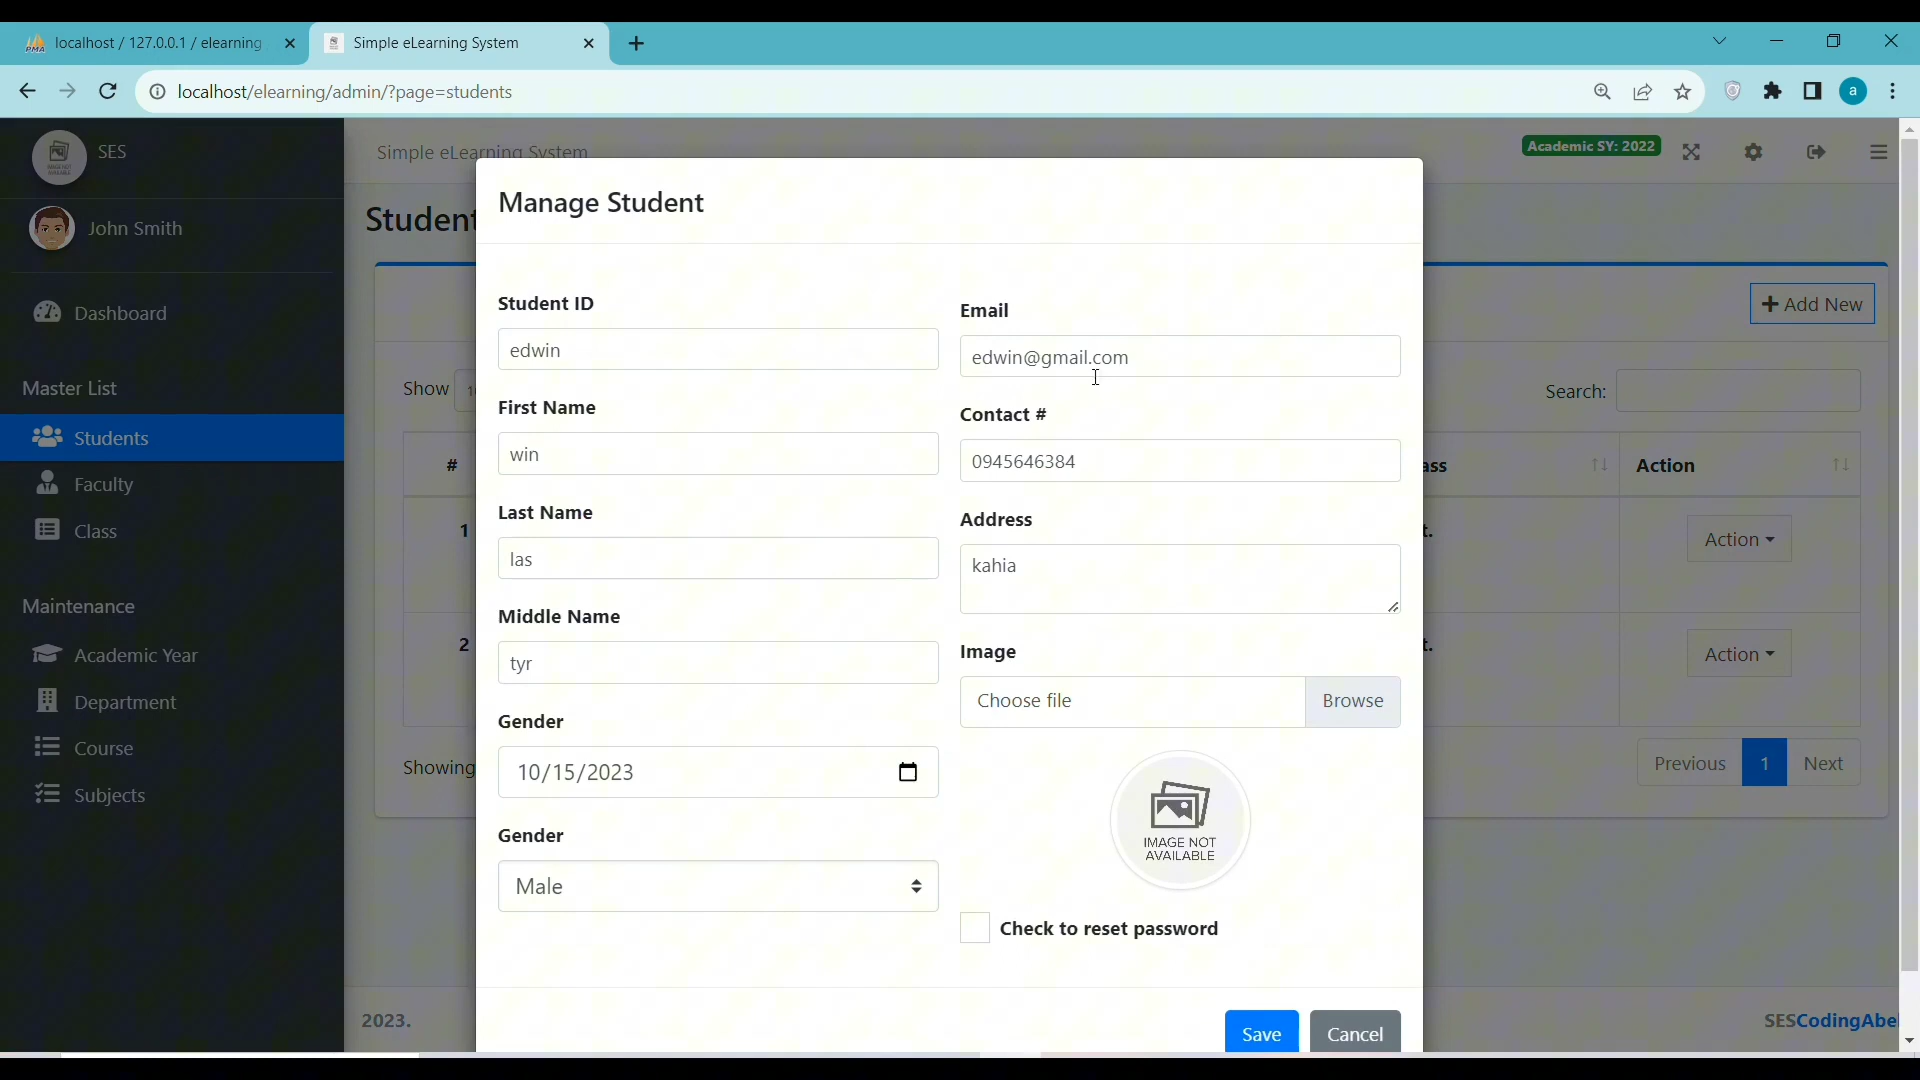 localhost / 127.0.0.1 / elearning
Simple eLearning System
localhost/elearning/admin/?page=students
a
SES
John Smith
Dashboard
Master List
Students
Faculty
Class
Maintenance
Academic Year
Department
Course
Subjects
Simple eLearning System
Academic SY: 2022
Student
Add New
Show
Search:
#
ass
Action
1
t.
Action
2
t.
Action
Showing
Previous 1 Next
2023.
SESCodingAbel
Manage Student
Student ID
edwin
First Name
win
Last Name
las
Middle Name
tyr
Gender
10/15/2023
Gender
Male
Email
edwin@gmail.com
Contact #
0945646384
Address
kahia
Image
Choose file Browse
IMAGE NOT
AVAILABLE
Check to reset password
Save Cancel